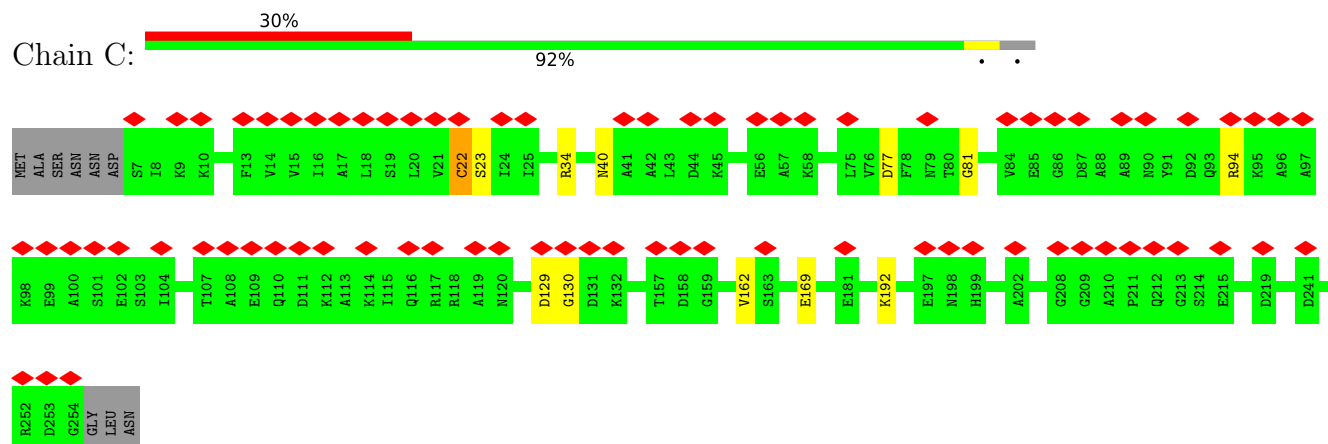 30%
Chain C:
92%
. .
MET ALA SER ASN ASN ASP S7 I8 K9 K10 F13 V14 V15 I16 A17 L18 S19 L20 V21 C22 S23 I24 I25 R34 N40 A41 A42 L43 D44 K45 E56 A57 K58 L75 V76 D77 F78 N79 T80 G81 V84 E85 G86 D87 A88 A89 N90 Y91 D92 Q93 R94 K95 A96 A97
K98 E99 A100 S101 E102 S103 I104 T107 A108 E109 Q110 D111 K112 A113 K114 I115 Q116 R117 R118 A119 N120 D129 G130 D131 K132 T157 D158 G159 V162 S163 E169 E181 K192 E197 N198 H199 A202 G208 G209 A210 P211 Q212 G213 S214 E215 D219 D241
R252 D253 G254 GLY LEU ASN